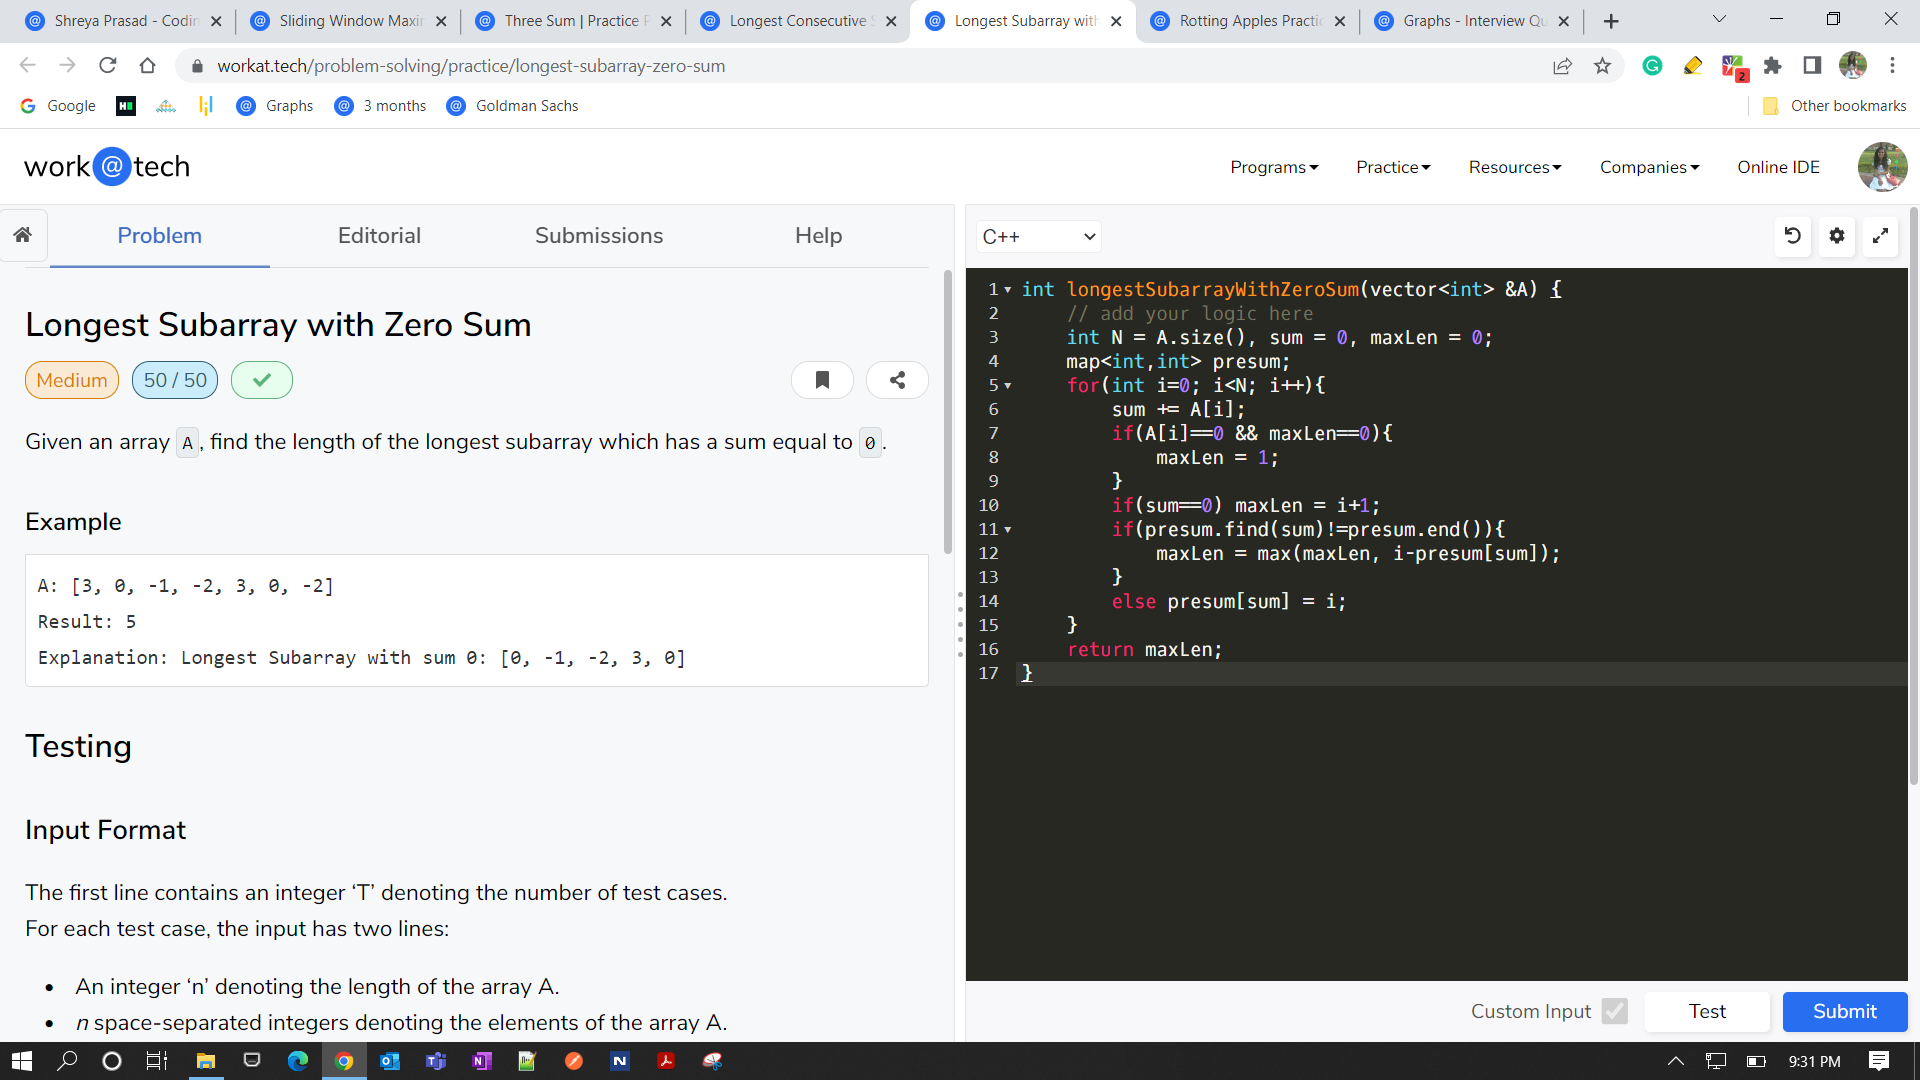 Shreya Prasad - Codin
Sliding Window Maxi
Three Sum | Practice P
Longest Consecutive S
Longest Subarray with
Rotting Apples Practic
Graphs - Interview Qu
workat.tech/problem-solving/practice/longest-subarray-zero-sum
2
Google
Graphs
3 months
Goldman Sachs
Other bookmarks
work@tech
Programs
Practice
Resources
Companies
Online IDE
Problem
Editorial
Submissions
Help
C++
Longest Subarray with Zero Sum
Medium
50 / 50
Given an array A, find the length of the longest subarray which has a sum equal to 0.
Example
A: [3, 0, -1, -2, 3, 0, -2]
Result: 5
Explanation: Longest Subarray with sum 0: [0, -1, -2, 3, 0]
Testing
Input Format
The first line contains an integer ‘T’ denoting the number of test cases.
For each test case, the input has two lines:
• An integer ‘n’ denoting the length of the array A.
• n space-separated integers denoting the elements of the array A.
1 int longestSubarrayWithZeroSum(vector<int> &A) {
2 // add your logic here
3 int N = A.size(), sum = 0, maxLen = 0;
4 map<int,int> presum;
5 for(int i=0; i<N; i++){
6 sum += A[i];
7 if(A[i]==0 && maxLen==0){
8 maxLen = 1;
9 }
10 if(sum==0) maxLen = i+1;
11 if(presum.find(sum)!=presum.end()){
12 maxLen = max(maxLen, i-presum[sum]);
13 }
14 else presum[sum] = i;
15 }
16 return maxLen;
17 }
Custom Input
Test
Submit
9:31 PM